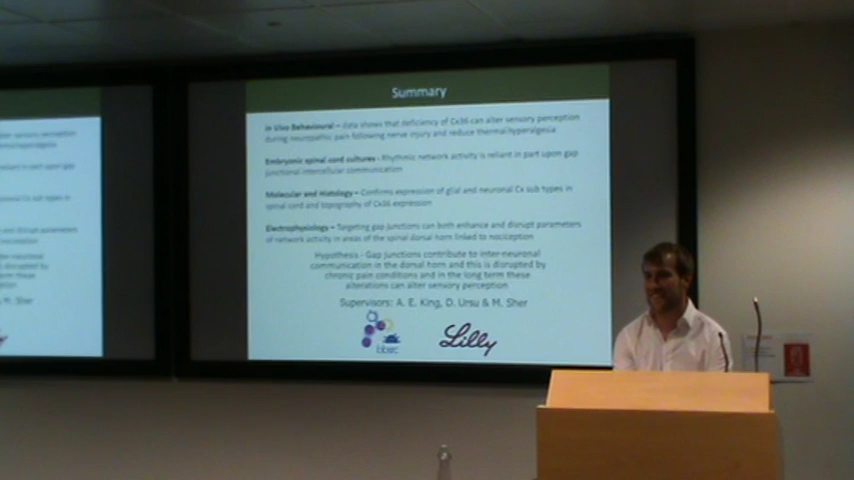 Summary
In Vivo Behavioural – data shows that deficiency of Cx36 can alter sensory perception
during neuropathic pain following nerve injury and reduce thermal hyperalgesia
Embryonic spinal cord cultures - Rhythmic network activity is reliant in part upon gap
junctional intercellular communication
Molecular and Histology – Confirms expression of glial and neuronal Cx sub types in
spinal cord and topography of Cx36 expression
Electrophysiology – Targeting gap junctions can both enhance and disrupt parameters
of network activity in areas of the spinal dorsal horn linked to nociception
Hypothesis - Gap junctions contribute to inter-neuronal
communication in the dorsal horn and this is disrupted by
chronic pain conditions and in the long term these
alterations can alter sensory perception
Supervisors: A. E. King, D. Ursu & M. Sher
bbsrc
Lilly